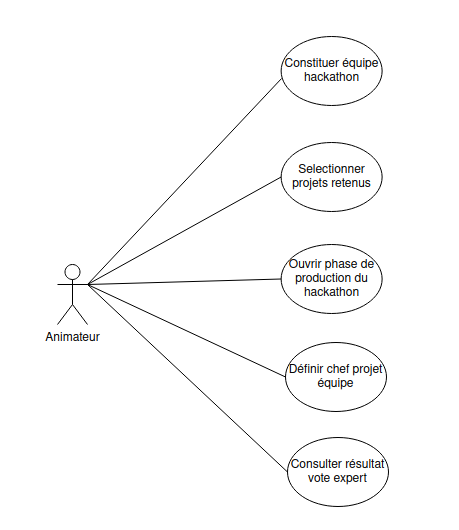 Constituer équipe
hackathon
Selectionner
projets retenus
Ouvrir phase de
production du
hackathon
Animateur
Définir chef projet
équipe
Consulter résultat
vote expert